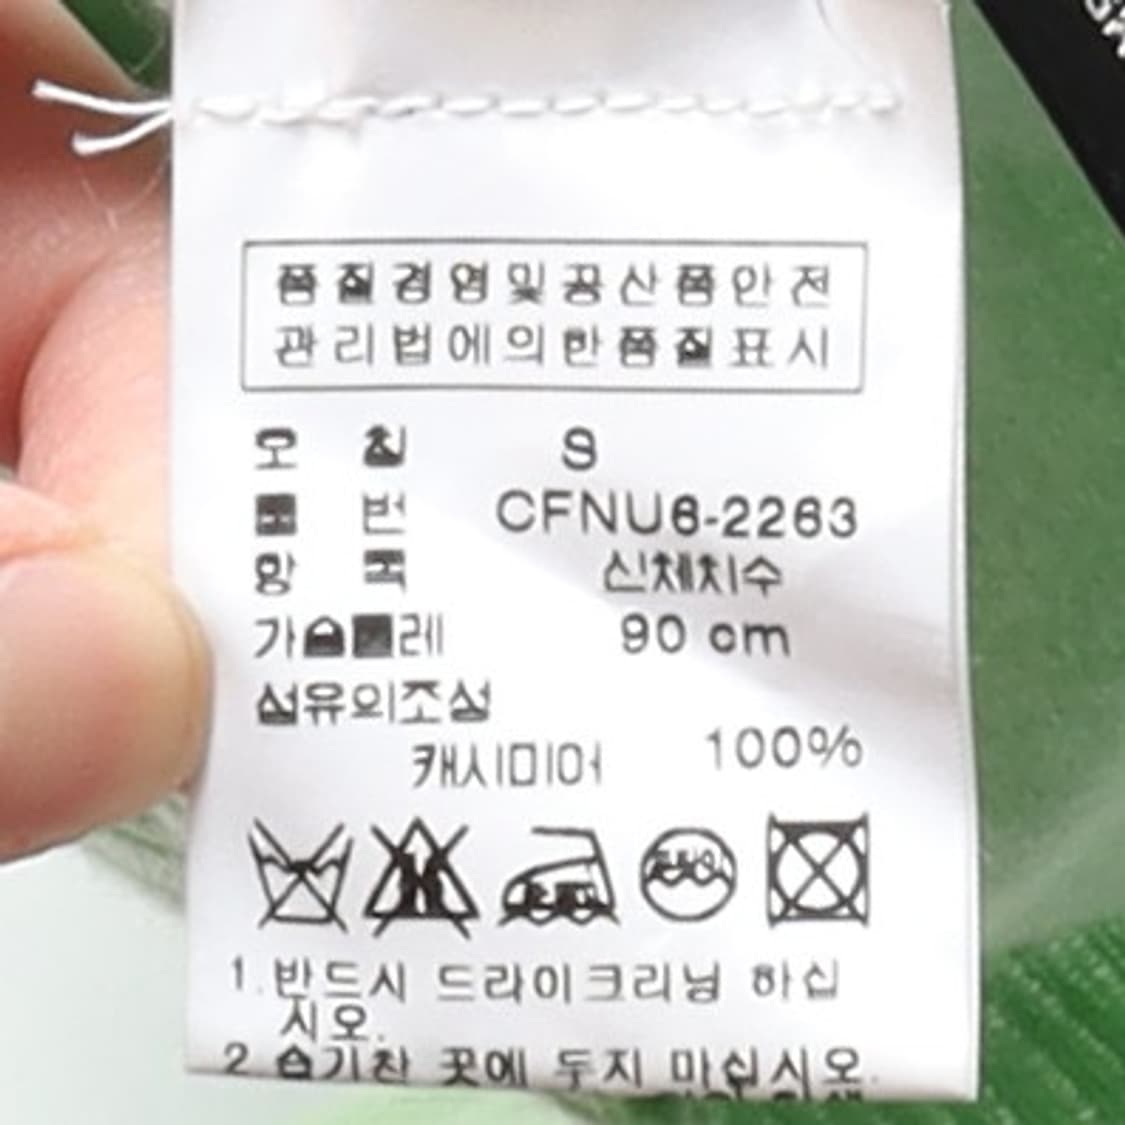 품질경영및공산품안전
관리법에의한품질표시
호 칭 S
품 번 CFNU6-2263
항 목 신체치수
가슴둘레 90 cm
섬유의조성
캐시미어 100%
1. 반드시 드라이크리닝 하십
시오.
2 습기찬 곳에 두지 마십시오.